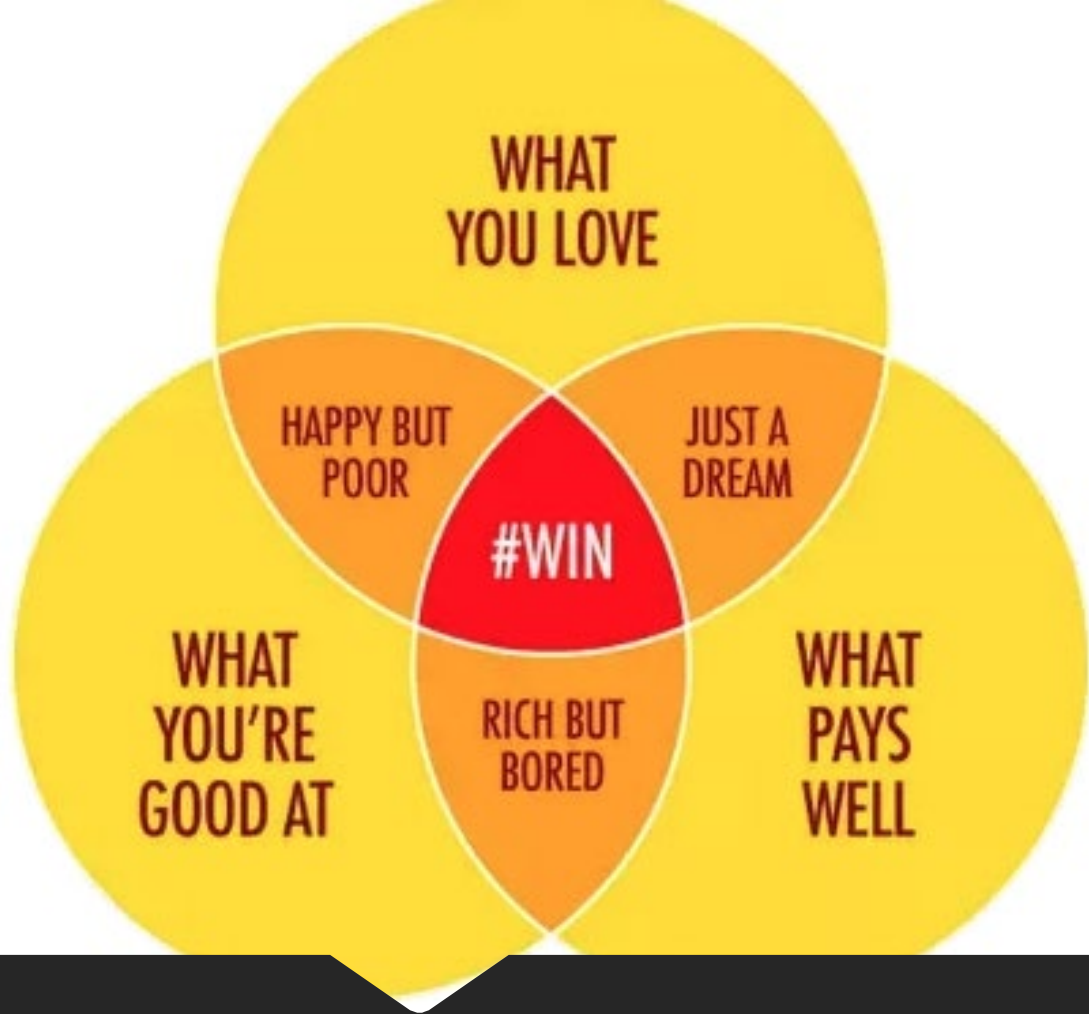 WHAT
YOU LOVE
HAPPY BUT
POOR
JUST A
DREAM
#WIN
WHAT
YOU'RE
GOOD AT
RICH BUT
BORED
WHAT
PAYS
WELL